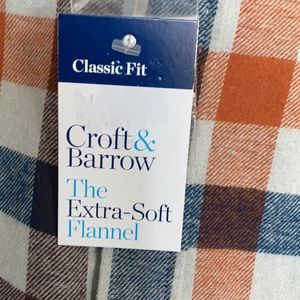 Classic Fit
Croft&
Barrow
The
Extra-Soft
Flannel